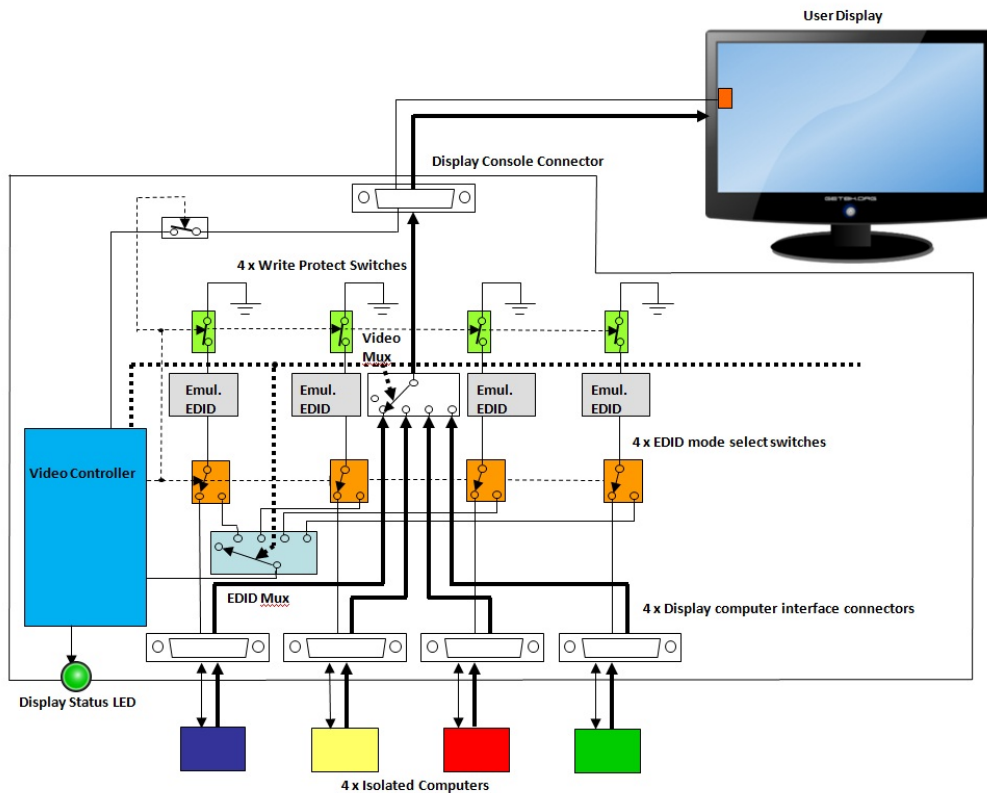 User Display
Display Console Connector
GETEK.ORG
4 x Write Protect Switches
Video
Mux
Emul.
EDID
Emul.
EDID
Emul.
EDID
Emul.
EDID
4 x EDID mode select switches
Video Controller
EDID Mux
4 x Display computer interface connectors
Display Status LED
4 x Isolated Computers